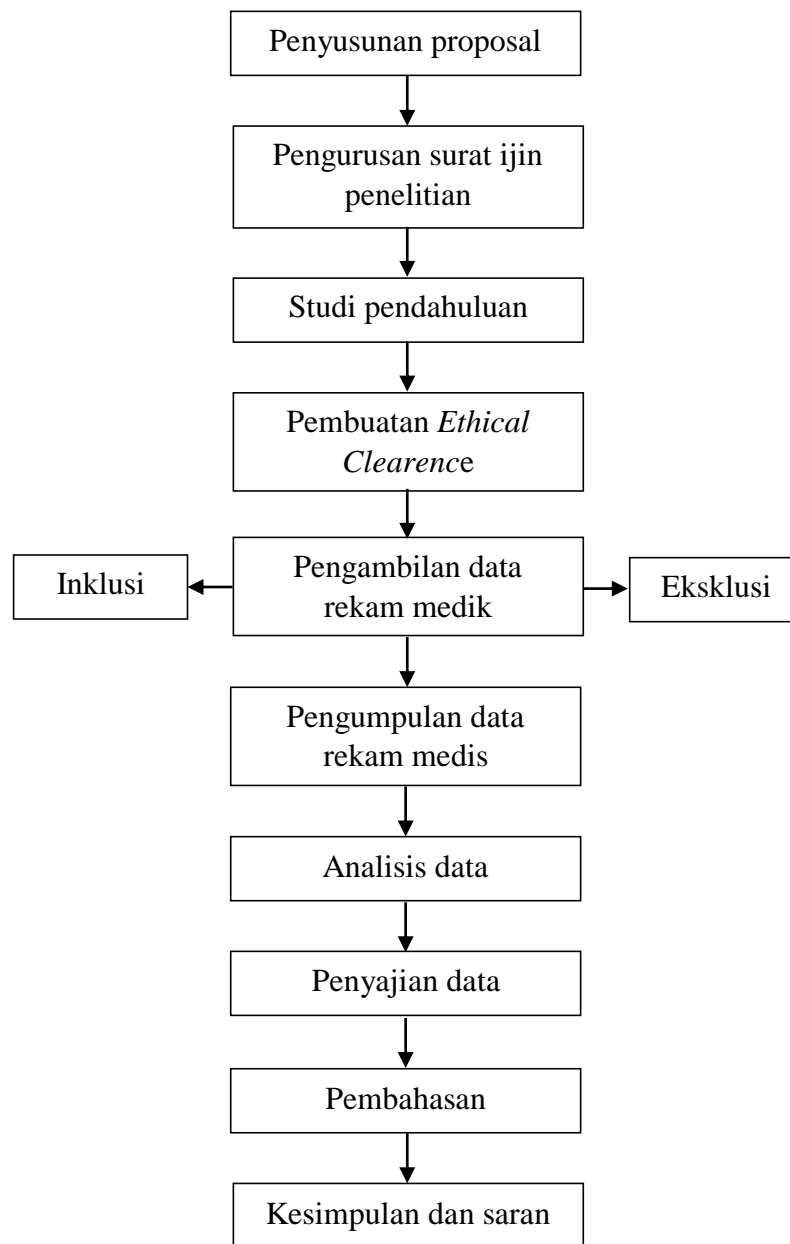 Penyusunan proposal
Pengurusan surat ijin
penelitian
Studi pendahuluan
Pembuatan Ethical
Clearence
Inklusi
Pengambilan data
rekam medik
Eksklusi
Pengumpulan data
rekam medis
Analisis data
Penyajian data
Pembahasan
Kesimpulan dan saran